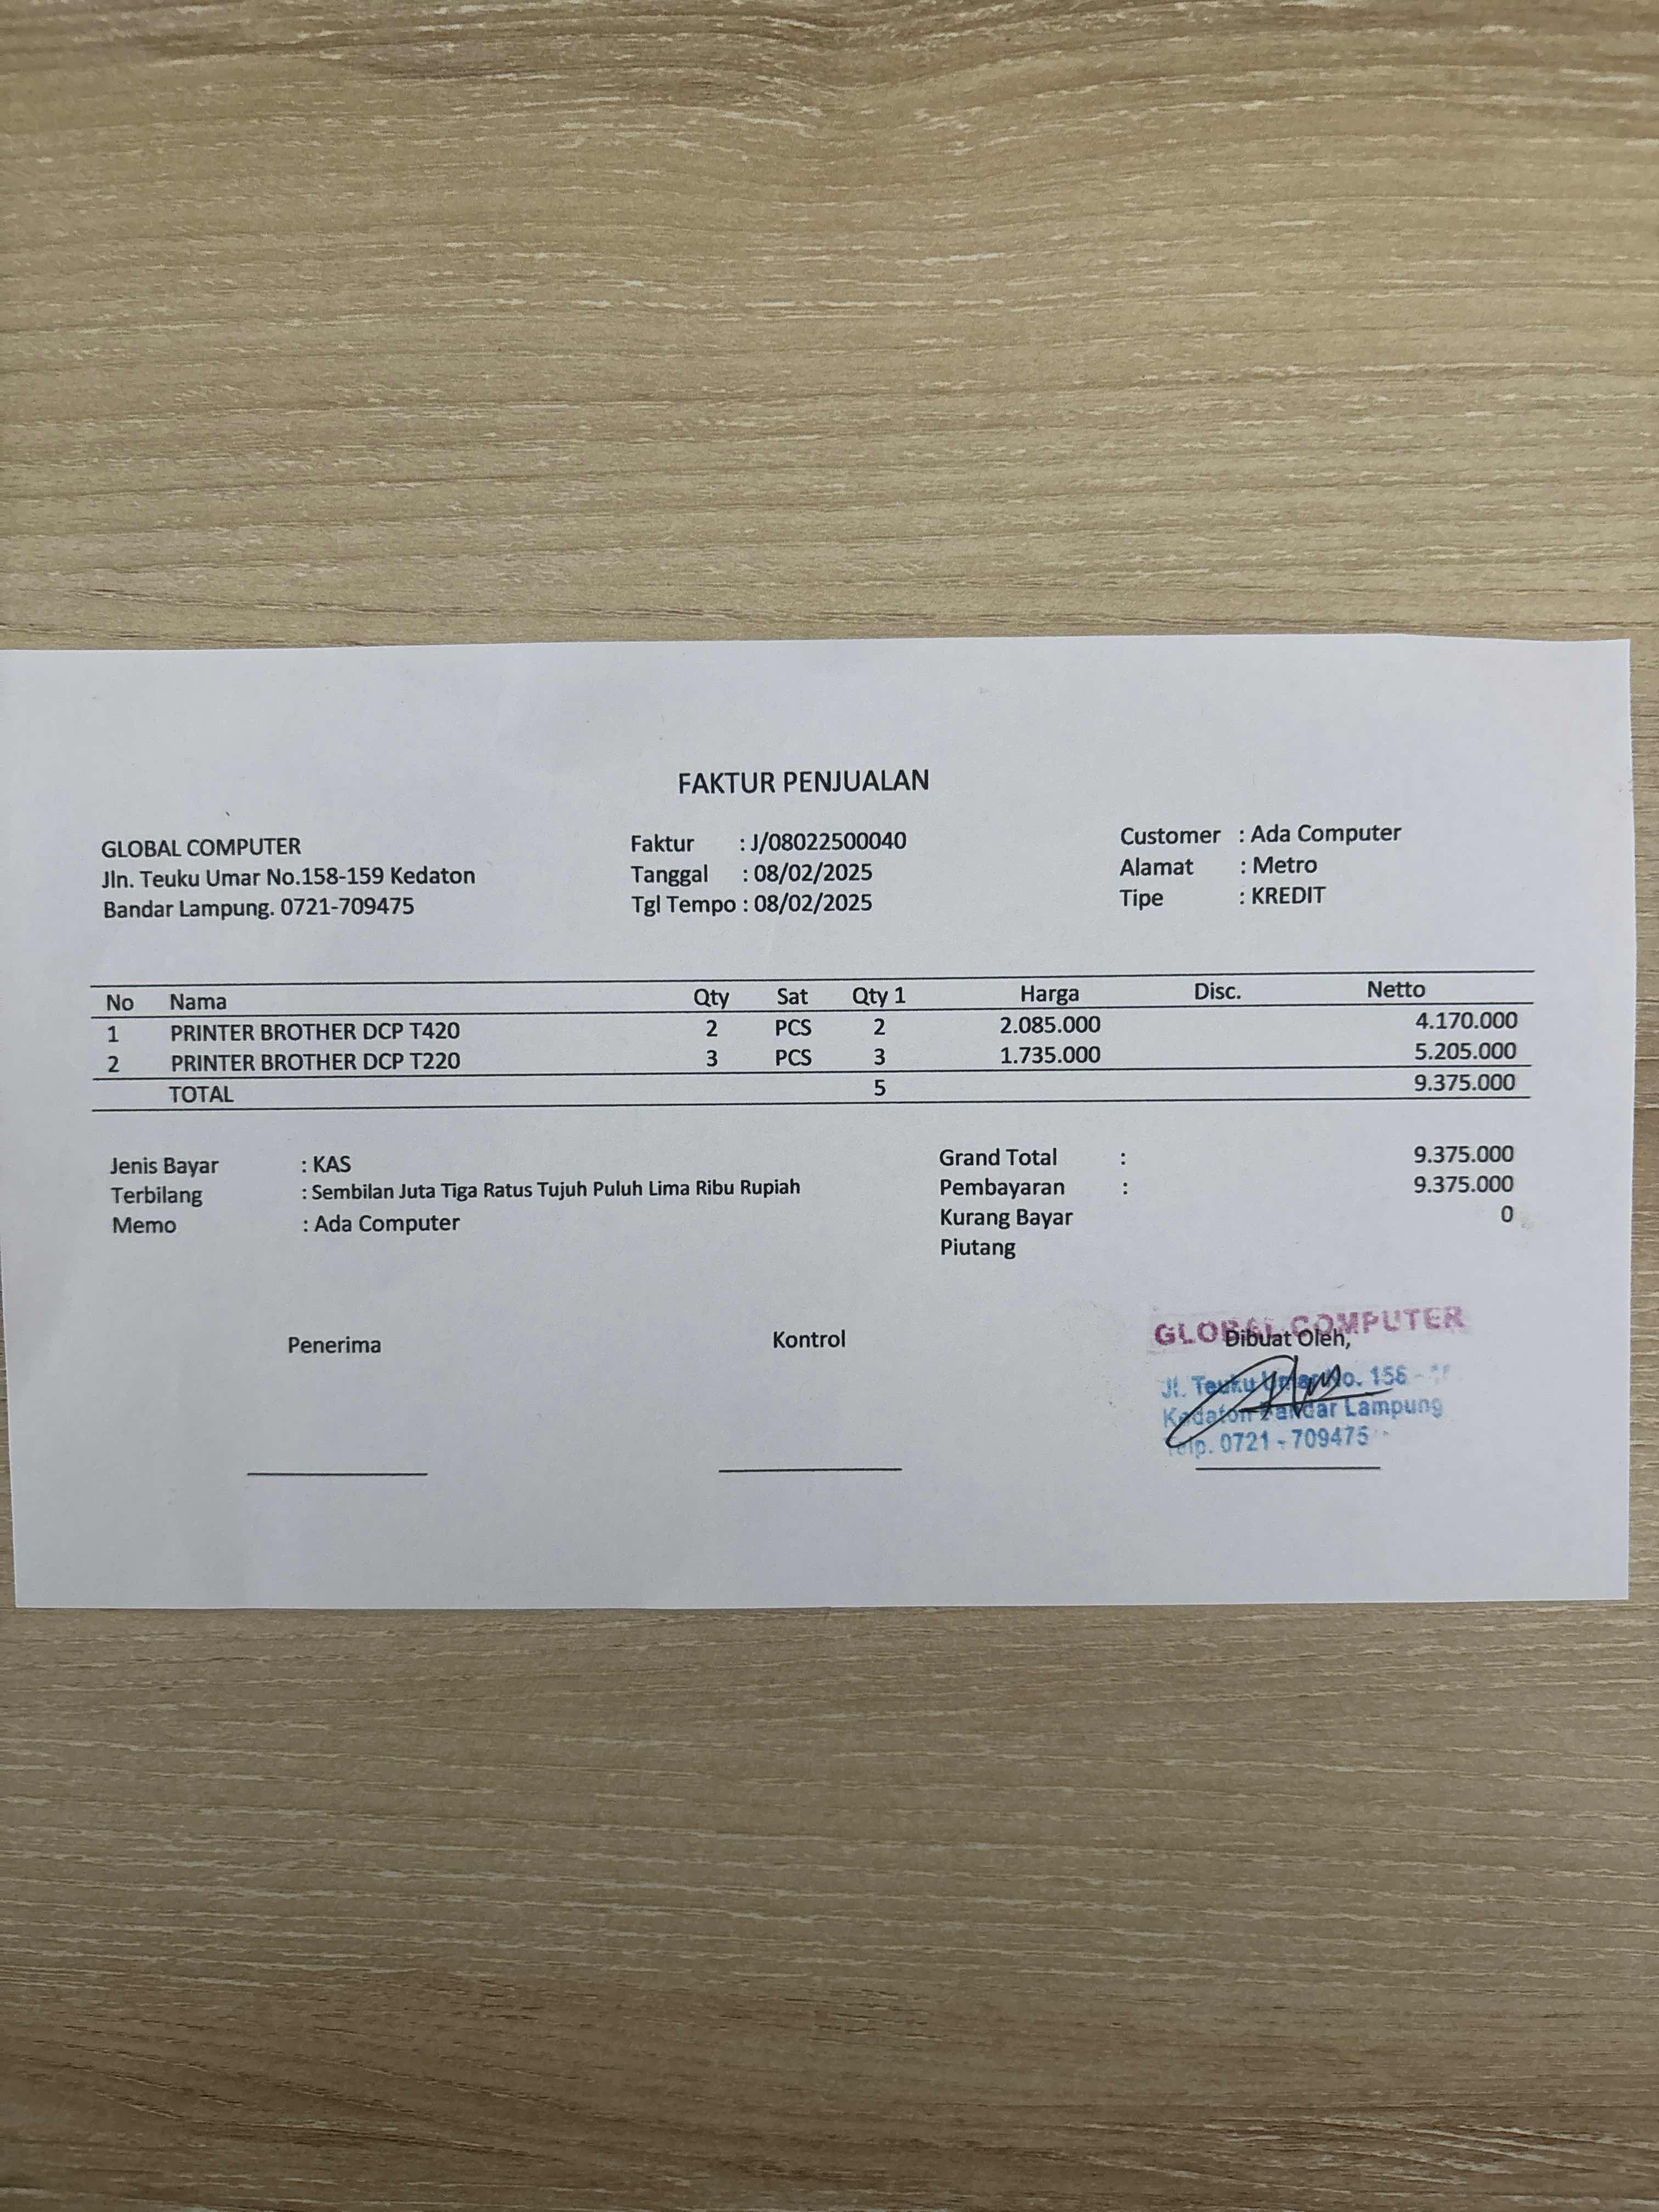 FAKTUR PENJUALAN
GLOBAL COMPUTER
Jln. Teuku Umar No.158-159 Kedaton
Bandar Lampung. 0721-709475
Faktur : J/08022500040
Tanggal : 08/02/2025
Tgl Tempo : 08/02/2025
Customer : Ada Computer
Alamat : Metro
Tipe : KREDIT
No Nama Qty Sat Qty 1 Harga Disc. Netto
1 PRINTER BROTHER DCP T420 2 PCS 2 2.085.000 4.170.000
2 PRINTER BROTHER DCP T220 3 PCS 3 1.735.000 5.205.000
TOTAL 5 9.375.000
Jenis Bayar : KAS
Terbilang : Sembilan Juta Tiga Ratus Tujuh Puluh Lima Ribu Rupiah
Memo : Ada Computer
Grand Total : 9.375.000
Pembayaran : 9.375.000
Kurang Bayar 0
Piutang
Penerima
Kontrol
Dibuat Oleh,
GLOBAL COMPUTER
Jl. Teuku Umar No. 158 -
Kedaton Bandar Lampung
Telp. 0721 - 709475